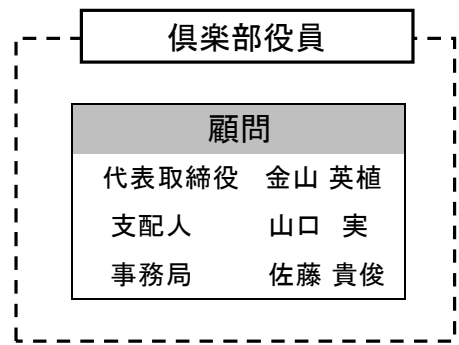 倶楽部役員
顧問
代表取締役 金山 英植
支配人 山口 実
事務局 佐藤 貴俊